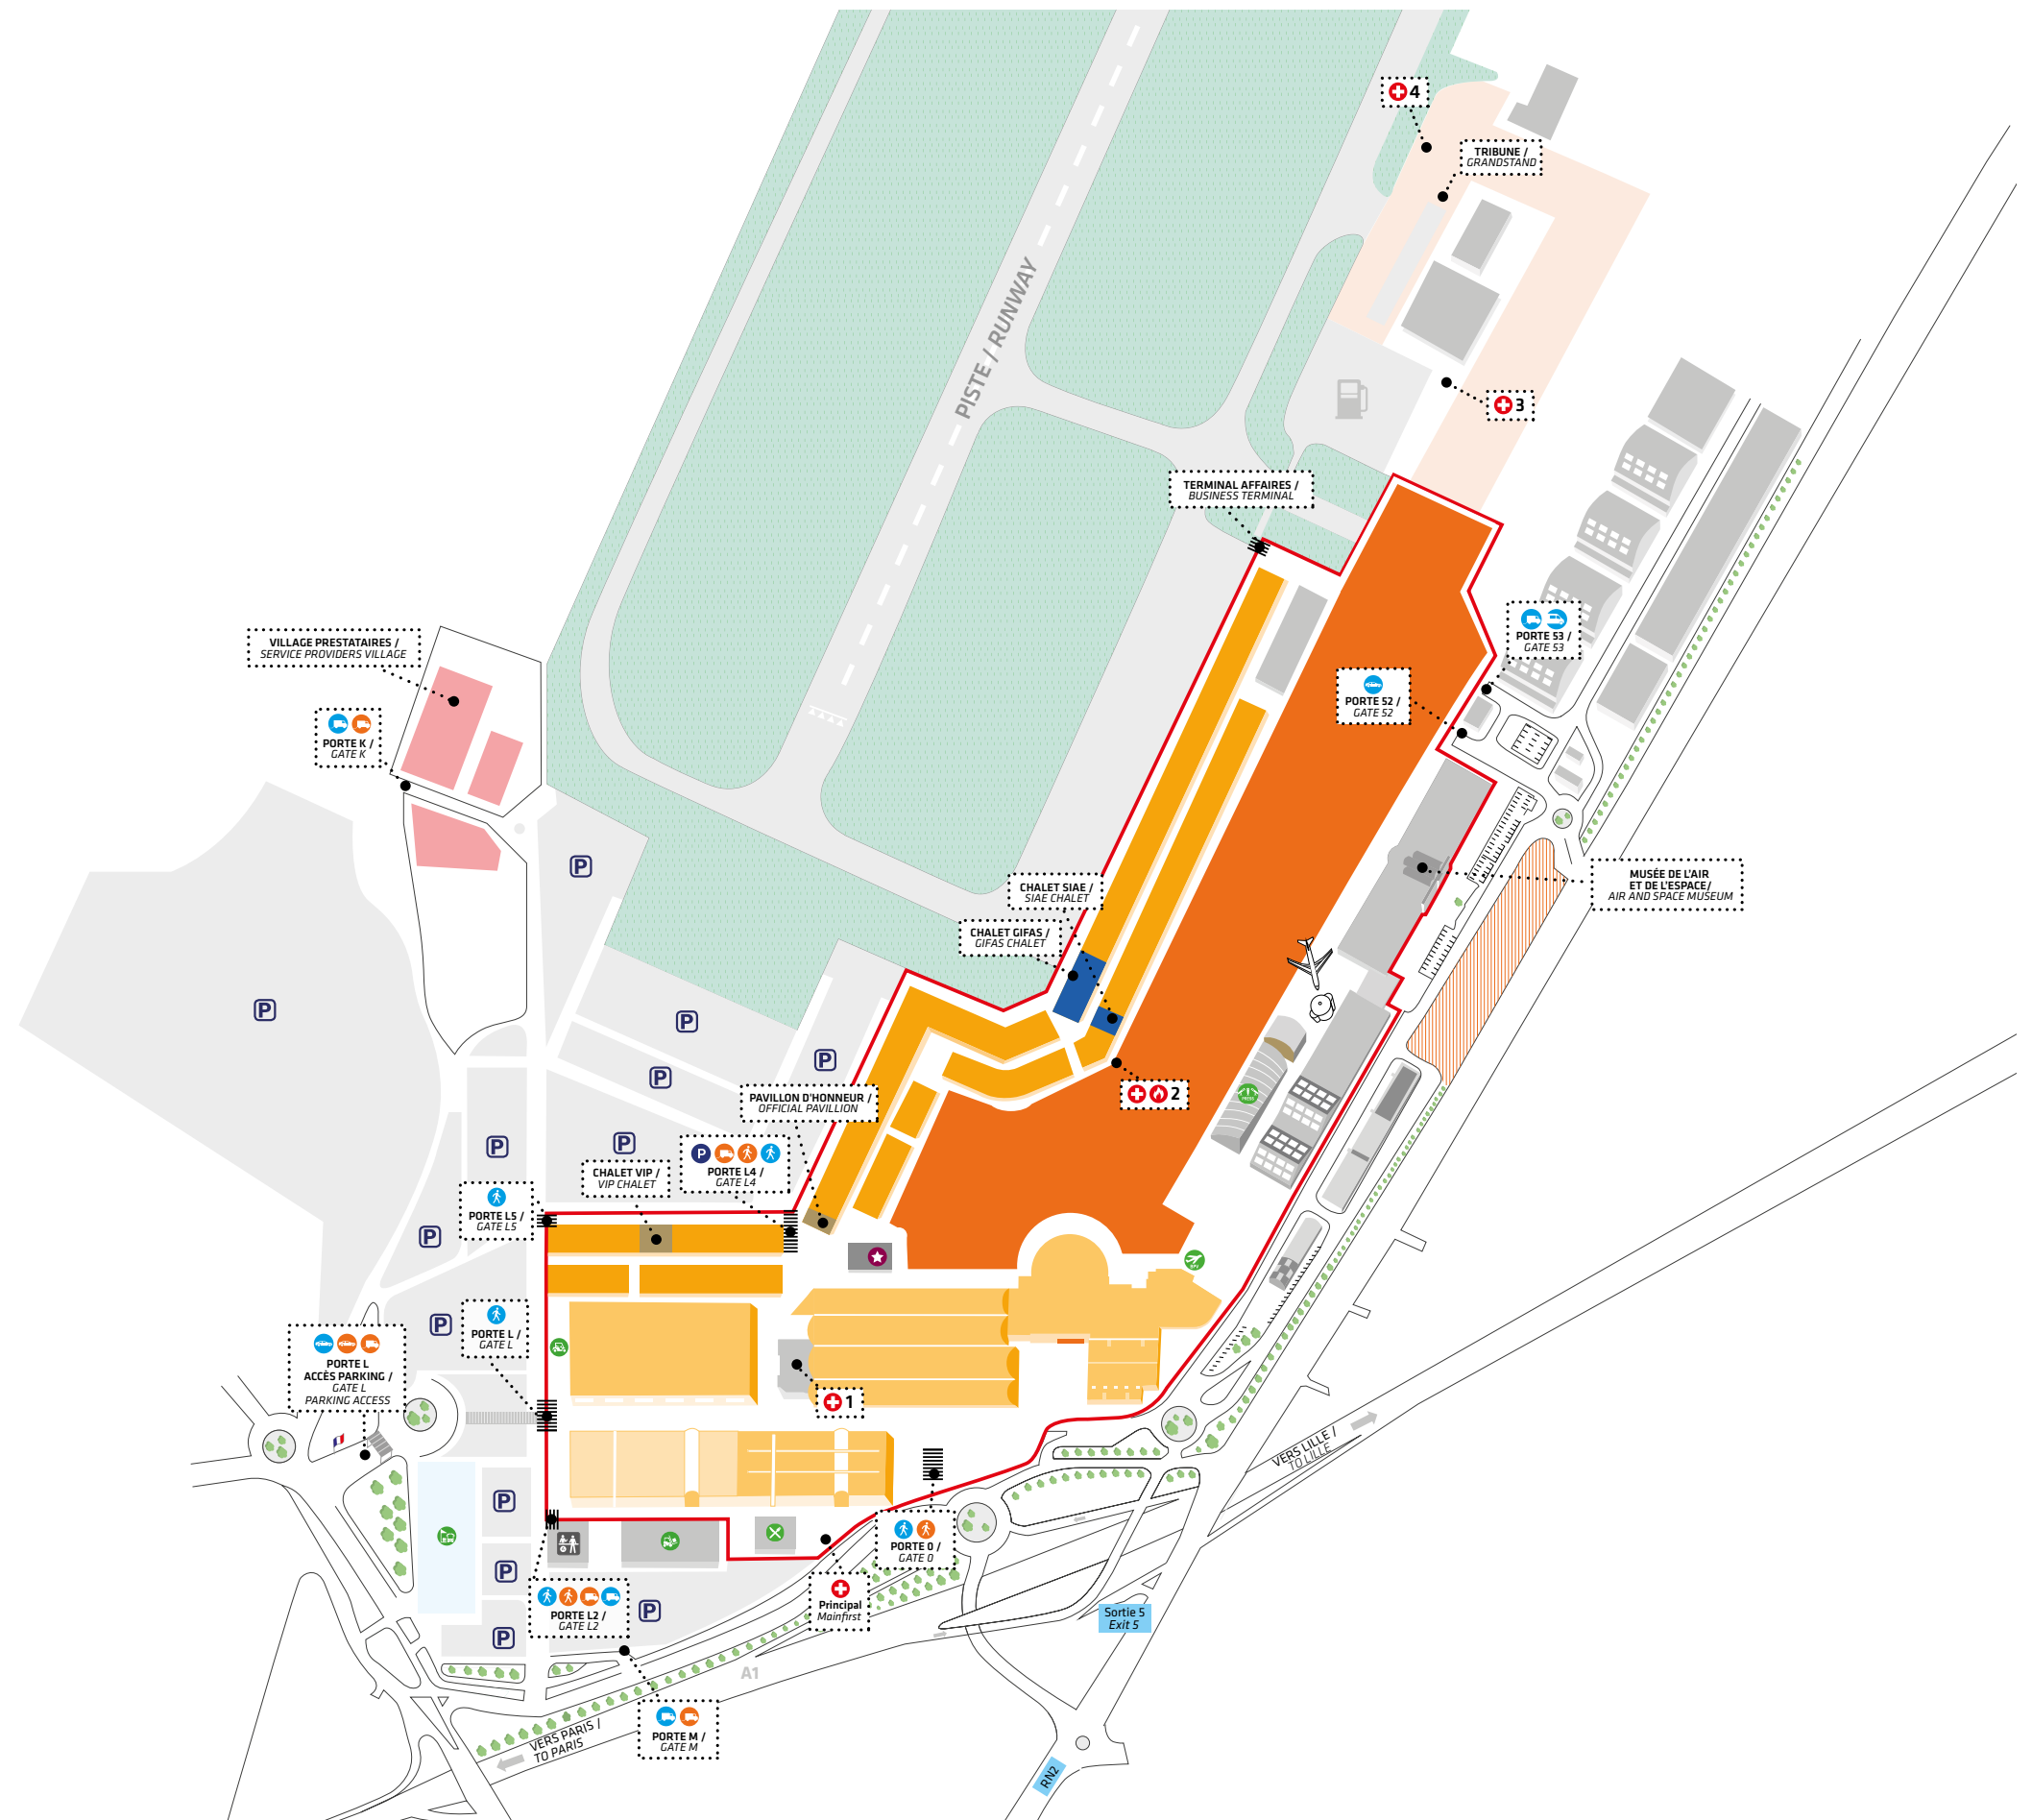 4
TRIBUNE /
GRANDSTAND
PISTE / RUNWAY
3
TERMINAL AFFAIRES /
BUSINESS TERMINAL
VILLAGE PRESTATAIRES /
SERVICE PROVIDERS VILLAGE
PORTE 53 /
GATE 53
PORTE 52 /
GATE 52
PORTE K /
GATE K
P
MUSÉE DE L'AIR
ET DE L'ESPACE/
AIR AND SPACE MUSEUM
CHALET SIAE /
SIAE CHALET
CHALET GIFAS /
GIFAS CHALET
P
P
P
P
2
PAVILLON D'HONNEUR /
OFFICIAL PAVILLION
P
P
P
PORTE L4 /
GATE L4
CHALET VIP /
VIP CHALET
PORTE L5 /
GATE L5
P
P
PORTE L /
GATE L
PORTE L
ACCÈS PARKING /
GATE L
PARKING ACCESS
1
VERS LILLE /
TO LILLE
P
PORTE 0 /
GATE 0
P
Principal
Mainfirst
PORTE L2 /
GATE L2
P
P
Sortie 5
Exit 5
A1
PORTE M /
GATE M
VERS PARIS /
TO PARIS
RN2